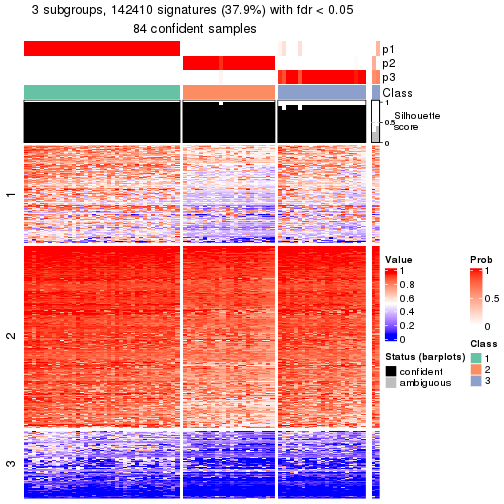 3 subgroups, 142410 signatures (37.9%) with fdr < 0.05
84 confident samples
p1
p2
p3
Class
1
0.5
0
Silhouette
score
1
2
3
Value
1
0.8
0.6
0.4
0.2
0
Prob
1
0.5
0
Status (barplots)
confident
ambiguous
Class
1
2
3